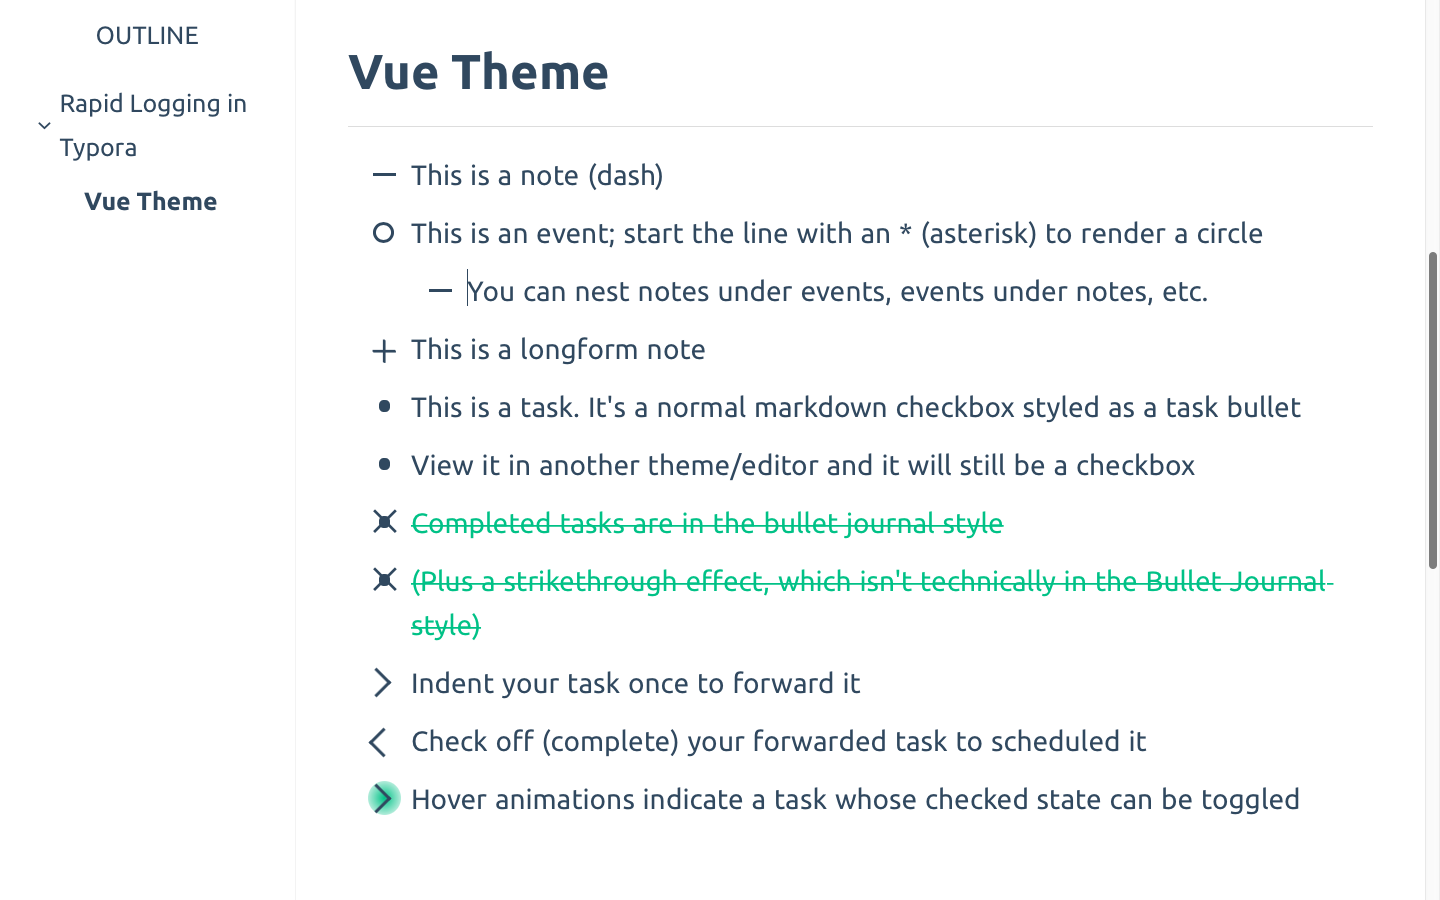 OUTLINE
Rapid Logging in
Typora
Vue Theme
Vue Theme
This is a note (dash)
This is an event; start the line with an * (asterisk) to render a circle
You can nest notes under events, events under notes, etc.
This is a longform note
This is a task. It's a normal markdown checkbox styled as a task bullet
View it in another theme/editor and it will still be a checkbox
Completed tasks are in the bullet journal style
(Plus a strikethrough effect, which isn't technically in the Bullet Journal
style)
Indent your task once to forward it
Check off (complete) your forwarded task to scheduled it
Hover animations indicate a task whose checked state can be toggled